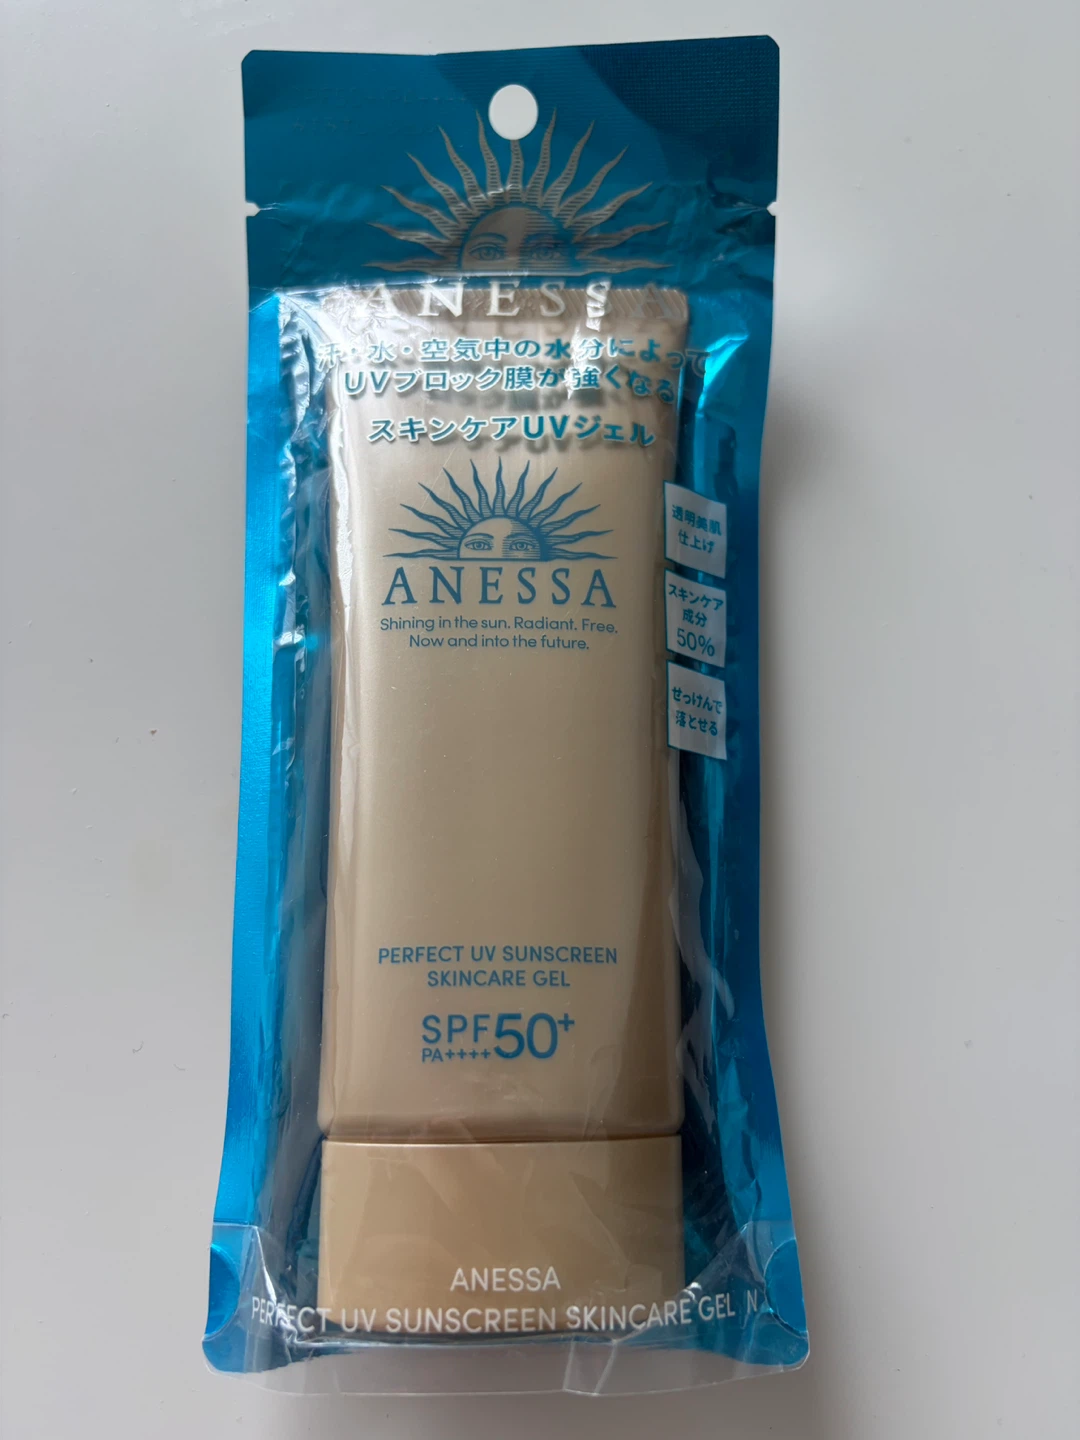 ANESSA
汗・水・空気中の水分によって
UVブロック膜が強くなる
スキンケアUVジェル
ANESSA
Shining in the sun. Radiant. Free.
Now and into the future.
透明美肌
仕上げ
スキンケア
成分
50%
せっけんで
落とせる
PERFECT UV SUNSCREEN
SKINCARE GEL
SPF50+
PA++++
ANESSA
PERFECT UV SUNSCREEN SKINCARE GEL N